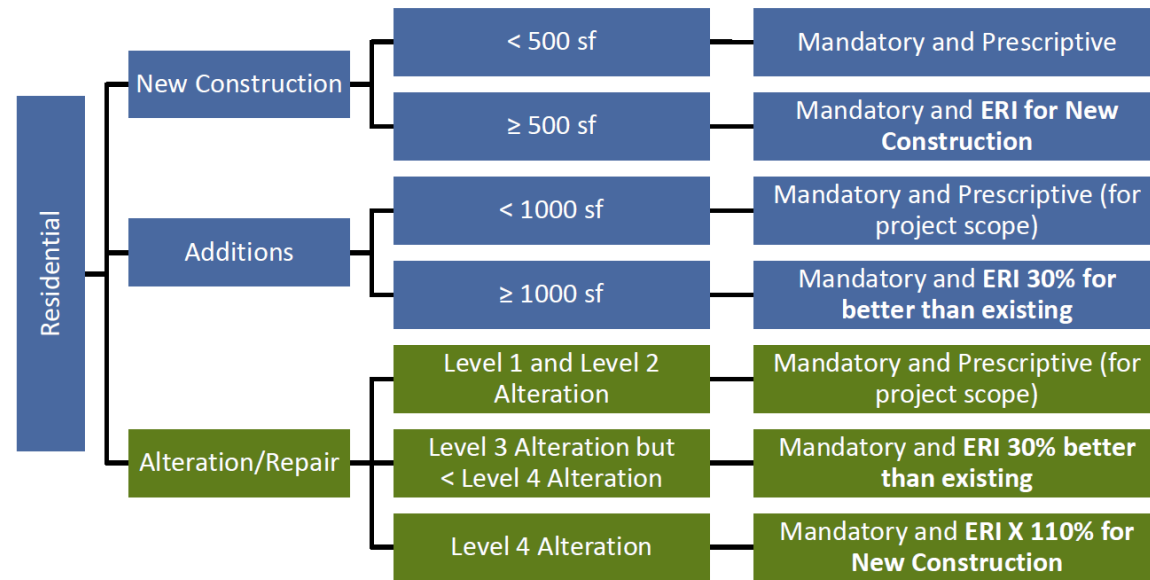 Residential
New Construction
< 500 sf
Mandatory and Prescriptive
≥ 500 sf
Mandatory and ERI for New
Construction
Additions
< 1000 sf
Mandatory and Prescriptive (for
project scope)
≥ 1000 sf
Mandatory and ERI 30% for
better than existing
Alteration/Repair
Level 1 and Level 2
Alteration
Mandatory and Prescriptive (for
project scope)
Level 3 Alteration but
< Level 4 Alteration
Mandatory and ERI 30% better
than existing
Level 4 Alteration
Mandatory and ERI X 110% for
New Construction